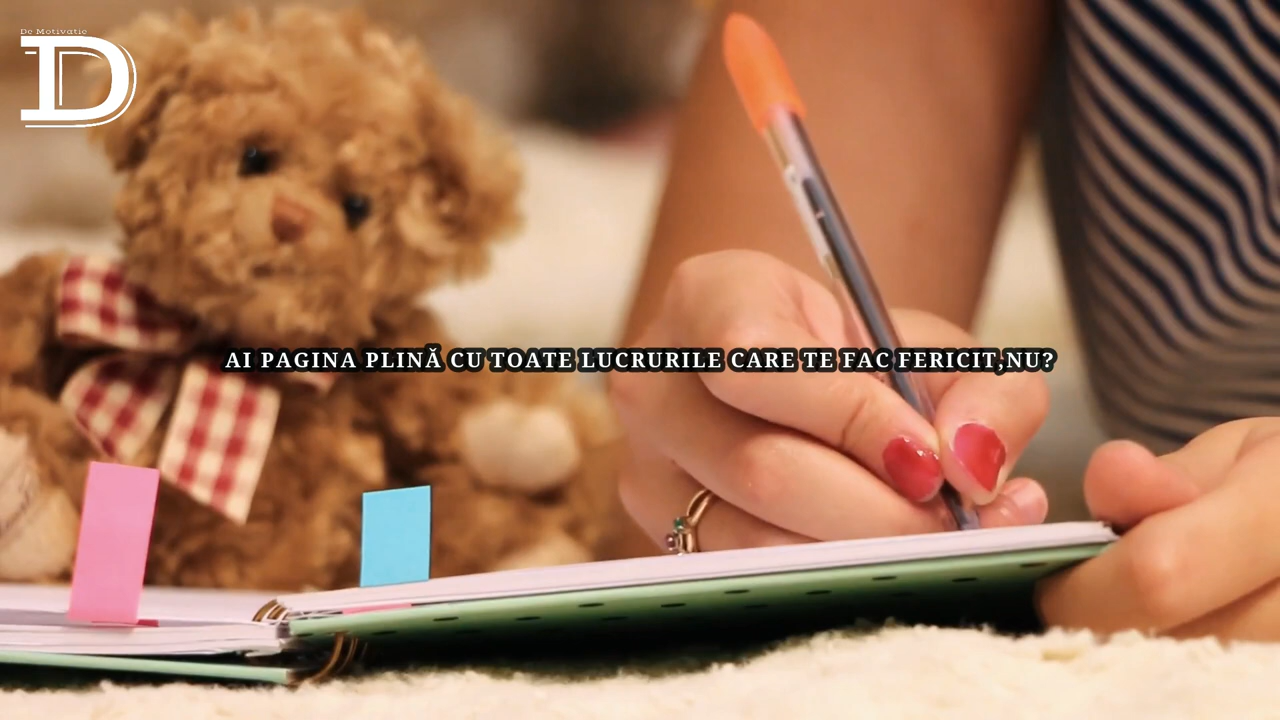 De Motivatie
D
AI PAGINA PLINĂ CU TOATE LUCRURILE CARE TE FAC FERICIT,NU?